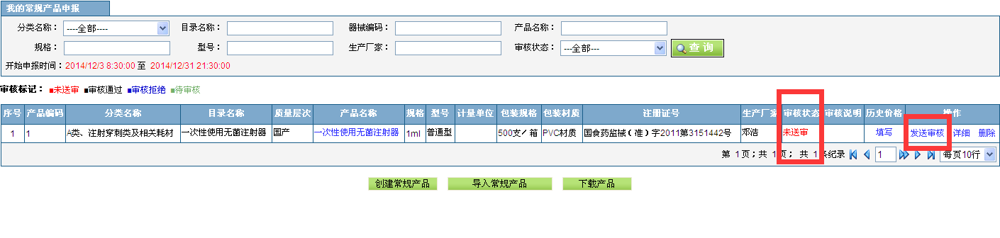 我的常规产品申报
分类名称： ----全部---- 目录名称： 器械编码： 产品名称：
规格： 型号： 生产厂家： 审核状态： ---全部--- 查 询
开始申报时间：2014/12/3 8:30:00 至 2014/12/31 21:30:00
审核标记： ■未送审 ■审核通过 ■审核拒绝 ■待审核
序号 产品编码 分类名称 目录名称 质量层次 产品名称 规格 型号 计量单位 包装规格 包装材质 注册证号 生产厂家 审核状态 审核说明 历史价格 操作
1 1 A类、注射穿刺类及相关耗材 一次性使用无菌注射器 国产 一次性使用无菌注射器 1ml 普通型 500支／箱 PVC材质 国食药监械（准）字2011第3151442号 邓洁 未送审 填写 发送审核 详细 删除
第 1页；共 1页； 共 1条纪录 1 每页10行
创建常规产品 导入常规产品 下载产品